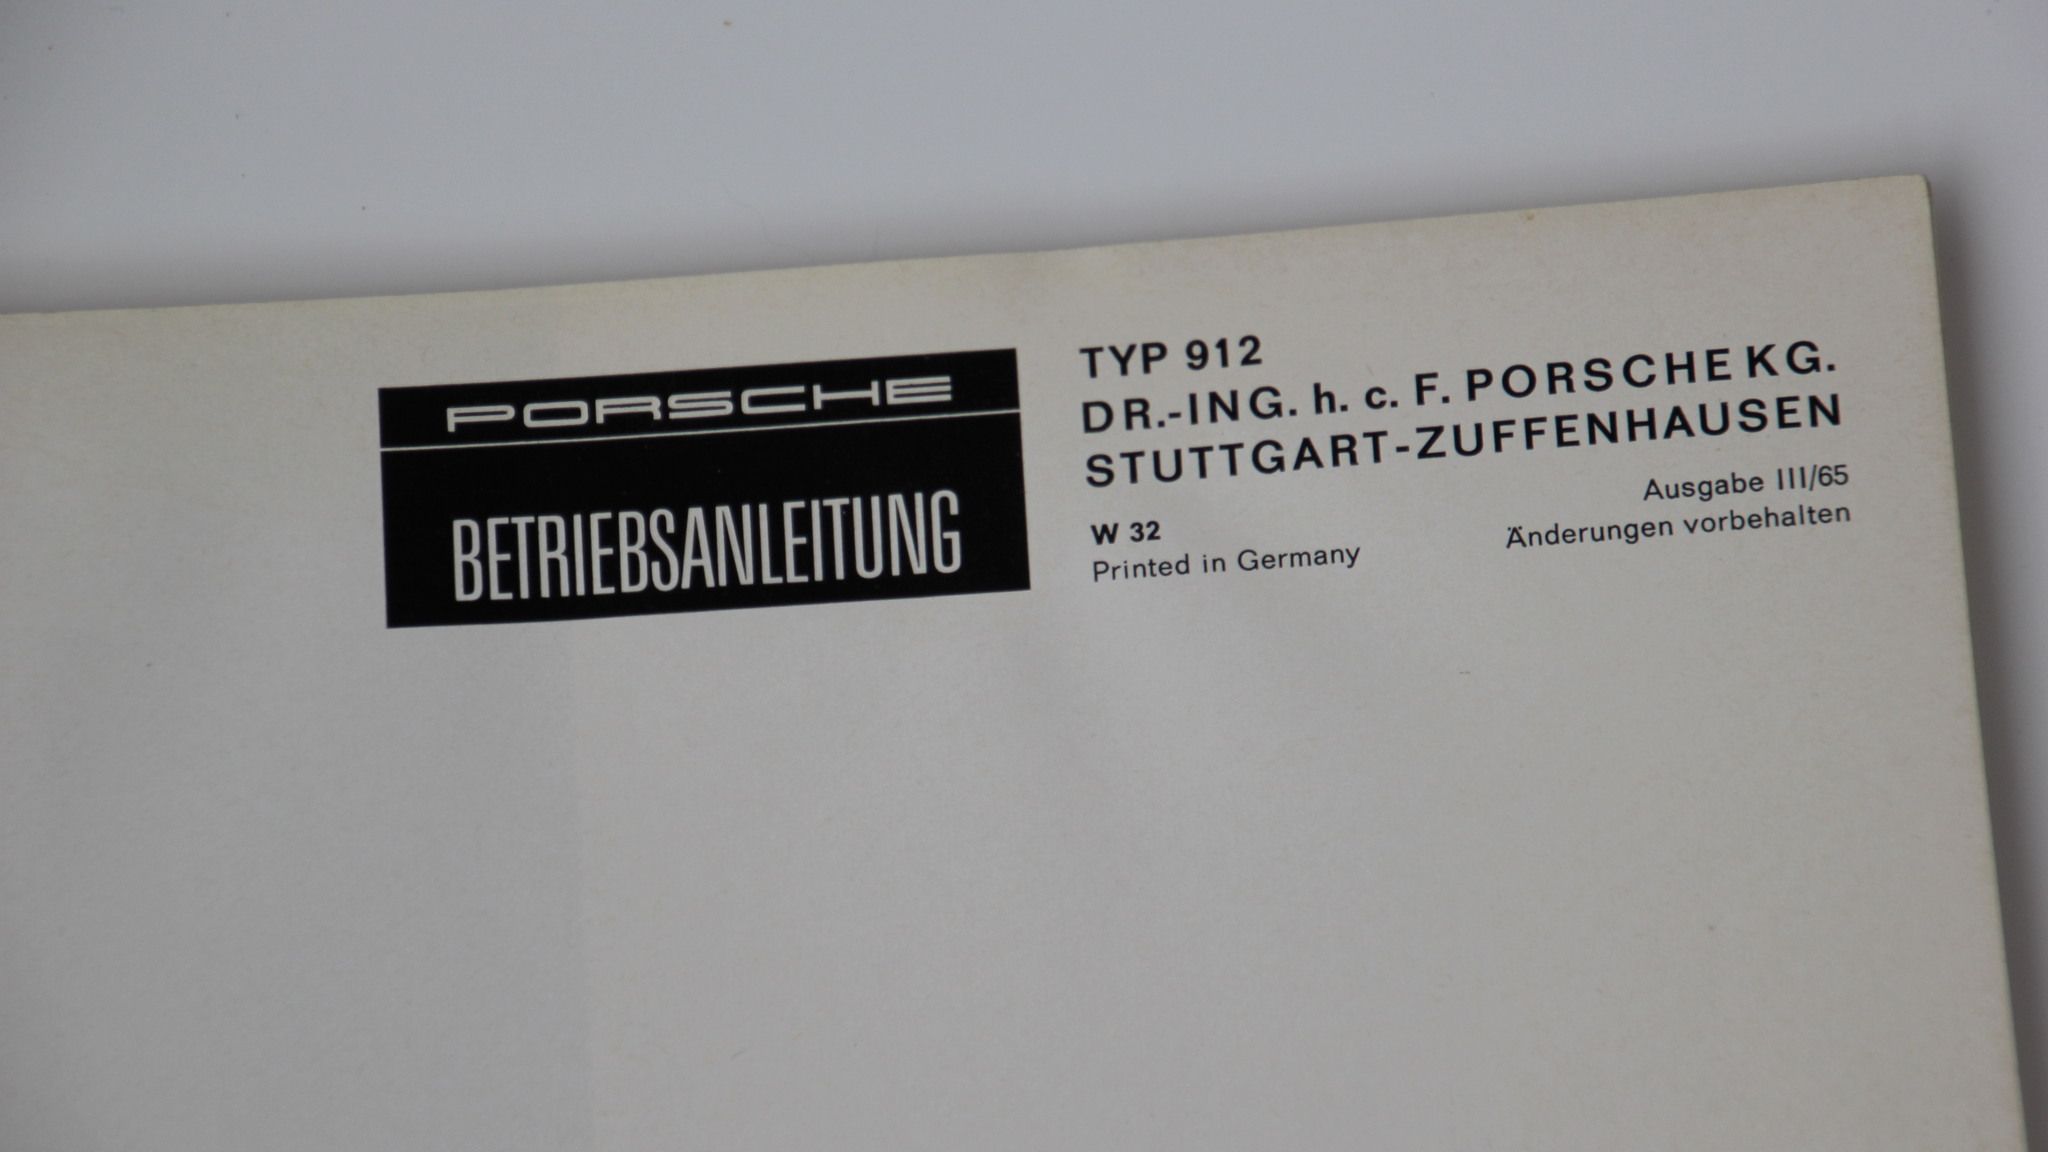 PORSCHE
BETRIEBSANLEITUNG
TYP 912
DR.-ING. h. c. F. PORSCHE KG.
STUTTGART-ZUFFENHAUSEN
Ausgabe III/65
W 32
Änderungen vorbehalten
Printed in Germany